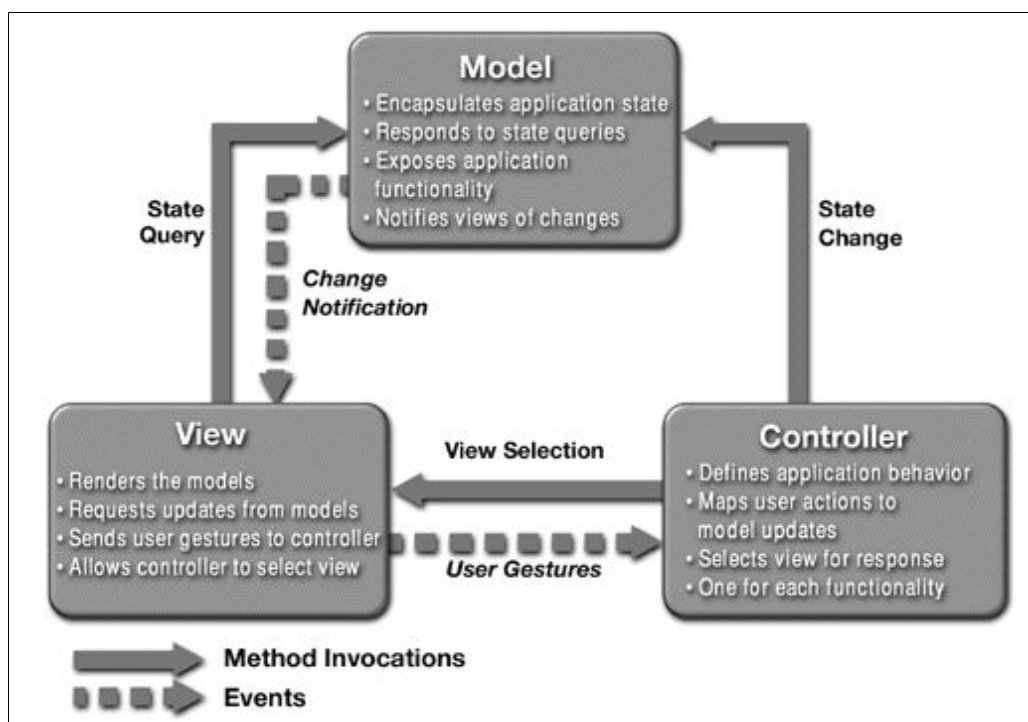 Model
• Encapsulates application state
• Responds to state queries
• Exposes application
functionality
• Notifies views of changes
State
Query
Change
Notification
State
Change
View
• Renders the models
• Requests updates from models
• Sends user gestures to controller
• Allows controller to select view
View Selection
User Gestures
Controller
• Defines application behavior
• Maps user actions to
model updates
• Selects view for response
• One for each functionality
Method Invocations
Events